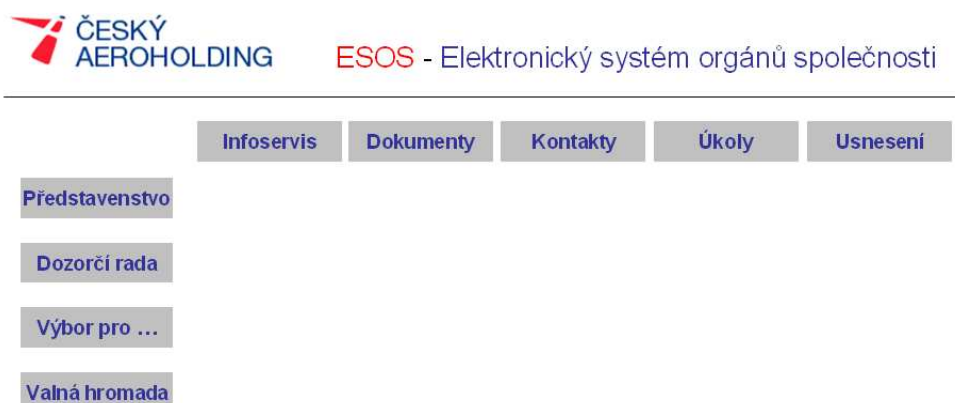 ČESKÝ
AEROHOLDING
ESOS - Elektronický systém orgánů společnosti
Infoservis Dokumenty Kontakty Úkoly Usnesení
Představenstvo
Dozorčí rada
Výbor pro ...
Valná hromada